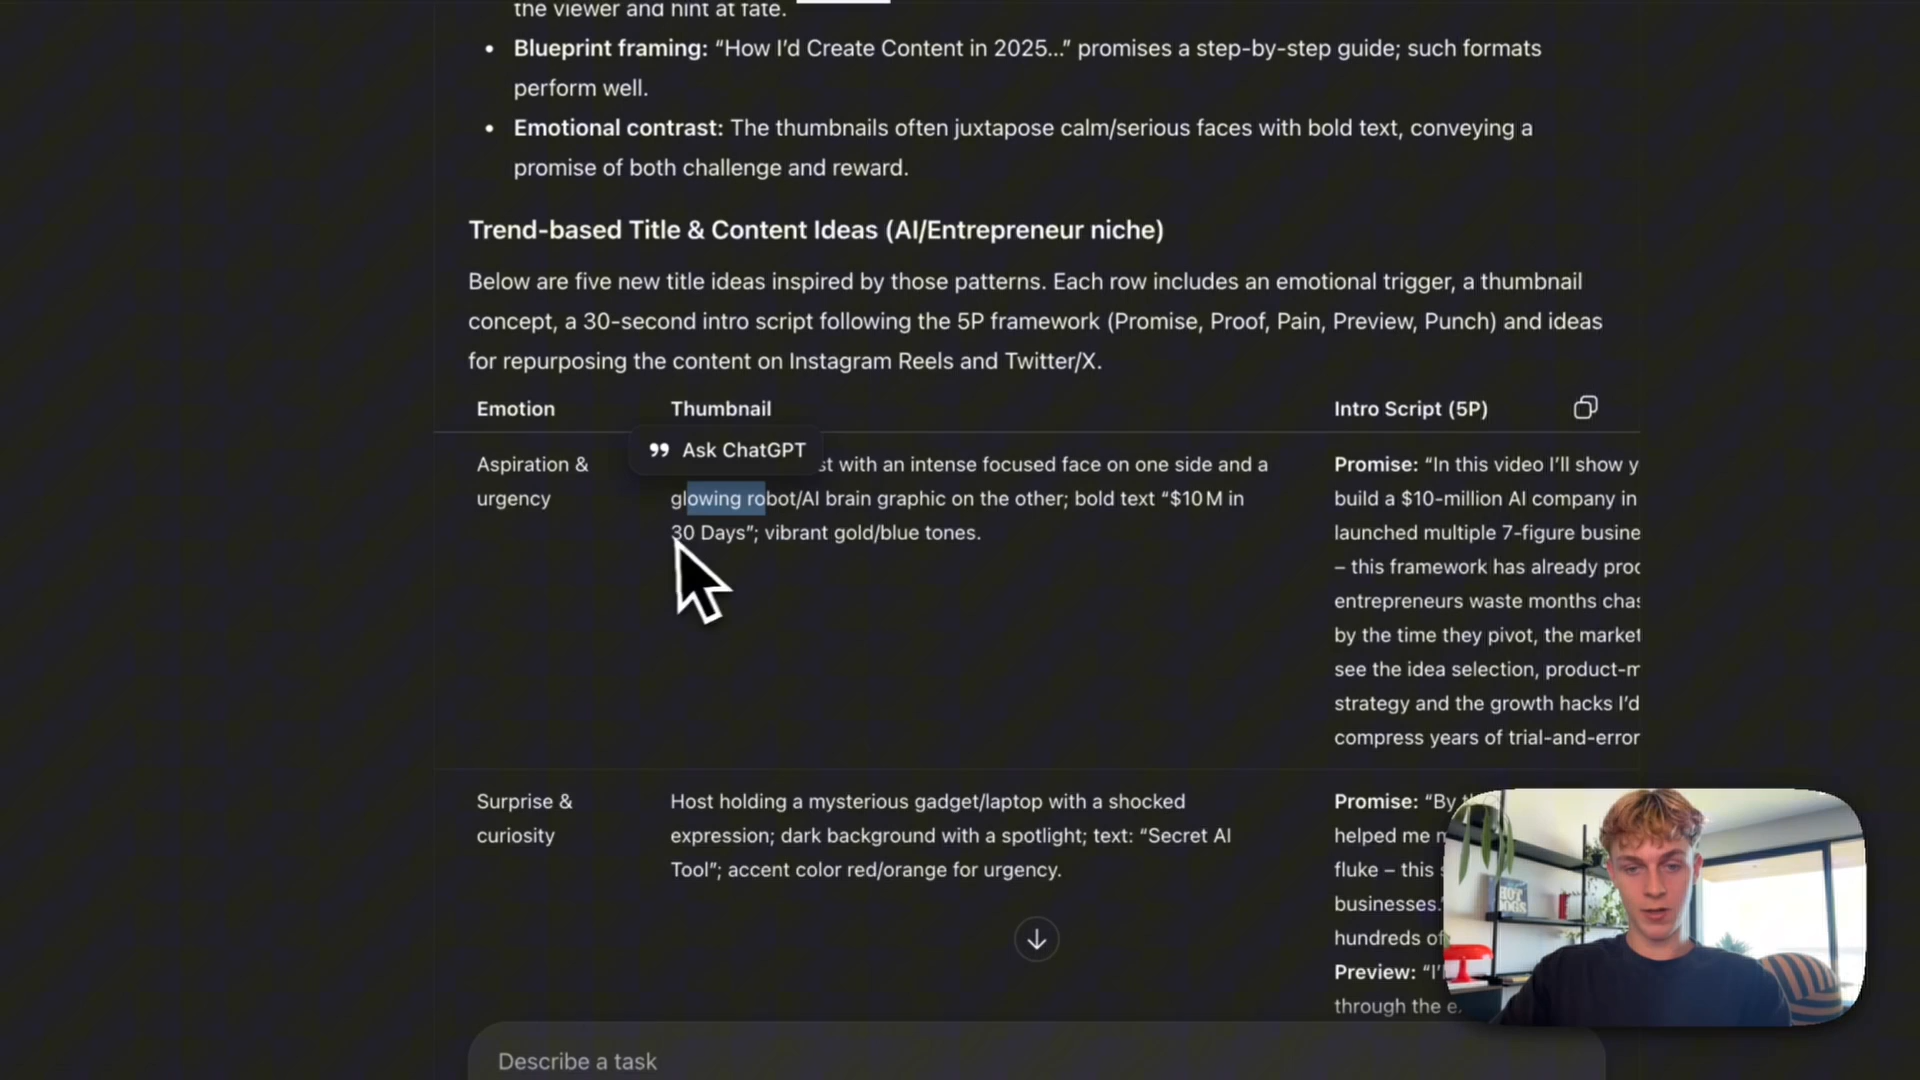 the viewer and hint at fate.
• Blueprint framing: “How I’d Create Content in 2025...” promises a step-by-step guide; such formats
perform well.
• Emotional contrast: The thumbnails often juxtapose calm/serious faces with bold text, conveying a
promise of both challenge and reward.
Trend-based Title & Content Ideas (AI/Entrepreneur niche)
Below are five new title ideas inspired by those patterns. Each row includes an emotional trigger, a thumbnail
concept, a 30-second intro script following the 5P framework (Promise, Proof, Pain, Preview, Punch) and ideas
for repurposing the content on Instagram Reels and Twitter/X.
Emotion Thumbnail Intro Script (5P)
Ask ChatGPT
Aspiration &
urgency
with an intense focused face on one side and a
glowing robot/AI brain graphic on the other; bold text “$10 M in
30 Days”; vibrant gold/blue tones.
Promise: “In this video I’ll show y
build a $10-million AI company in
launched multiple 7-figure busine
– this framework has already
entrepreneurs waste months
by the time they pivot, the market
see the idea selection, product-m
strategy and the growth hacks I’d
compress years of trial-and-error
Surprise &
curiosity
Host holding a mysterious gadget/laptop with a shocked
expression; dark background with a spotlight; text: “Secret AI
Tool”; accent color red/orange for urgency.
Promise: “By
helped me
fluke – this
businesses.
hundreds of
Preview: “I’
through the
HOT
DOGS
Describe a task